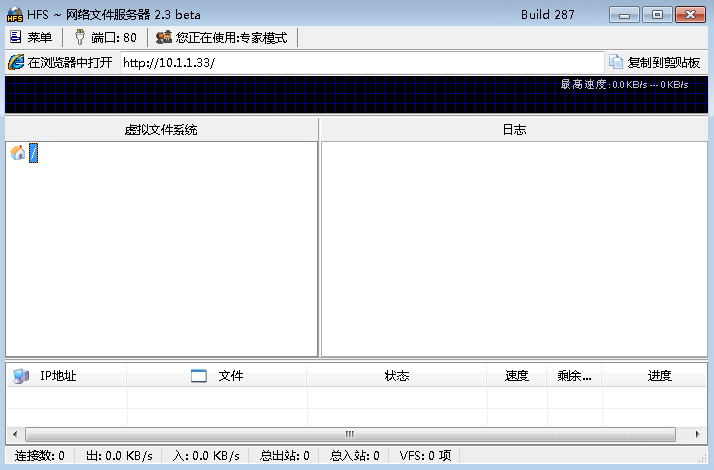 HFS ~ 网络文件服务器 2.3 beta Build 287
菜单 端口: 80 您正在使用:专家模式
在浏览器中打开 http://10.1.1.33/ 复制到剪贴板
最高速度:0.0 KB/s --- 0 KB/s
虚拟文件系统 日志
/
IP地址 文件 状态 速度 剩余... 进度
连接数: 0 出: 0.0 KB/s 入: 0.0 KB/s 总出站: 0 总入站: 0 VFS: 0 项